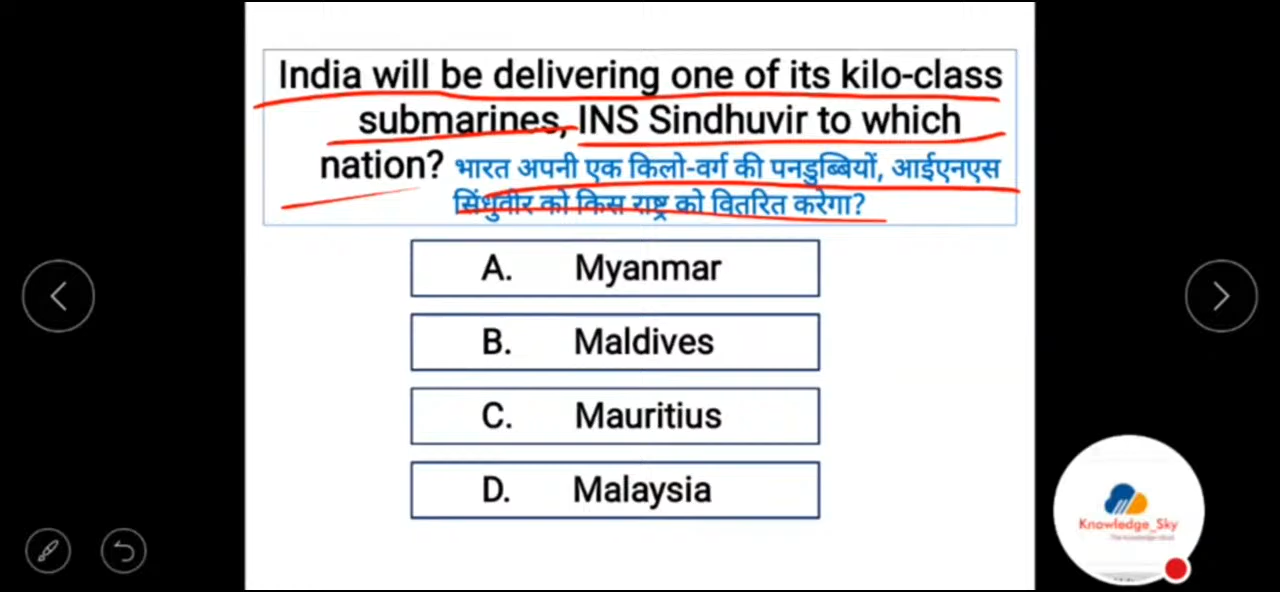 India will be delivering one of its kilo-class
submarines, INS Sindhuvir to which
nation? भारत अपनी एक किलो-वर्ग की पनडुब्बियों, आईएनएस
सिंधुवीर को किस राष्ट्र को वितरित करेगा?
A. Myanmar
B. Maldives
C. Mauritius
D. Malaysia
Knowledge_Sky